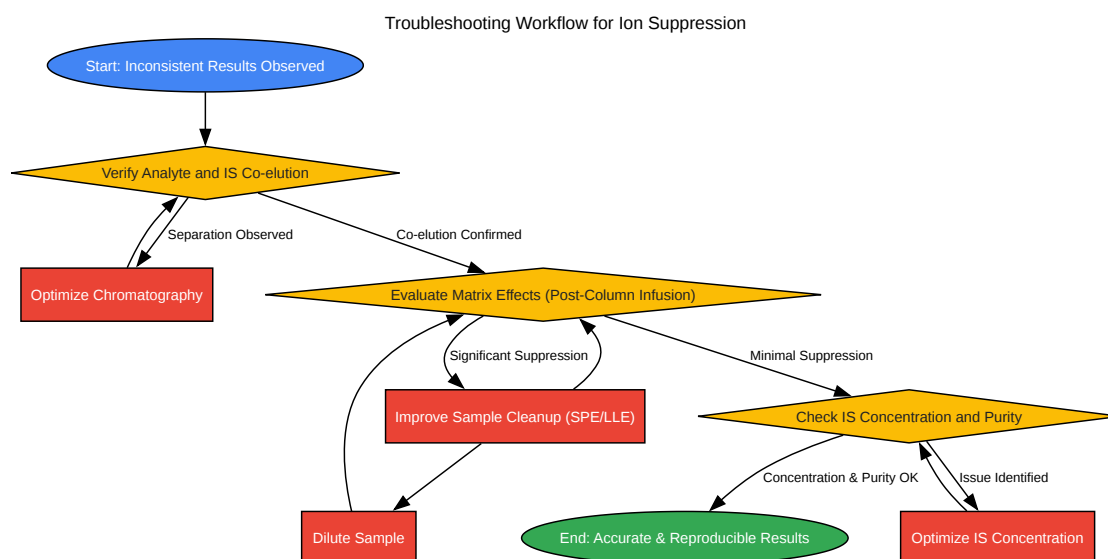 Troubleshooting Workflow for Ion Suppression
Start: Inconsistent Results Observed
Verify Analyte and IS Co-elution
Separation Observed
Co-elution Confirmed
Optimize Chromatography
Evaluate Matrix Effects (Post-Column Infusion)
Significant Suppression
Minimal Suppression
Improve Sample Cleanup (SPE/LLE)
Check IS Concentration and Purity
Concentration & Purity OK
Issue Identified
Dilute Sample
End: Accurate & Reproducible Results
Optimize IS Concentration